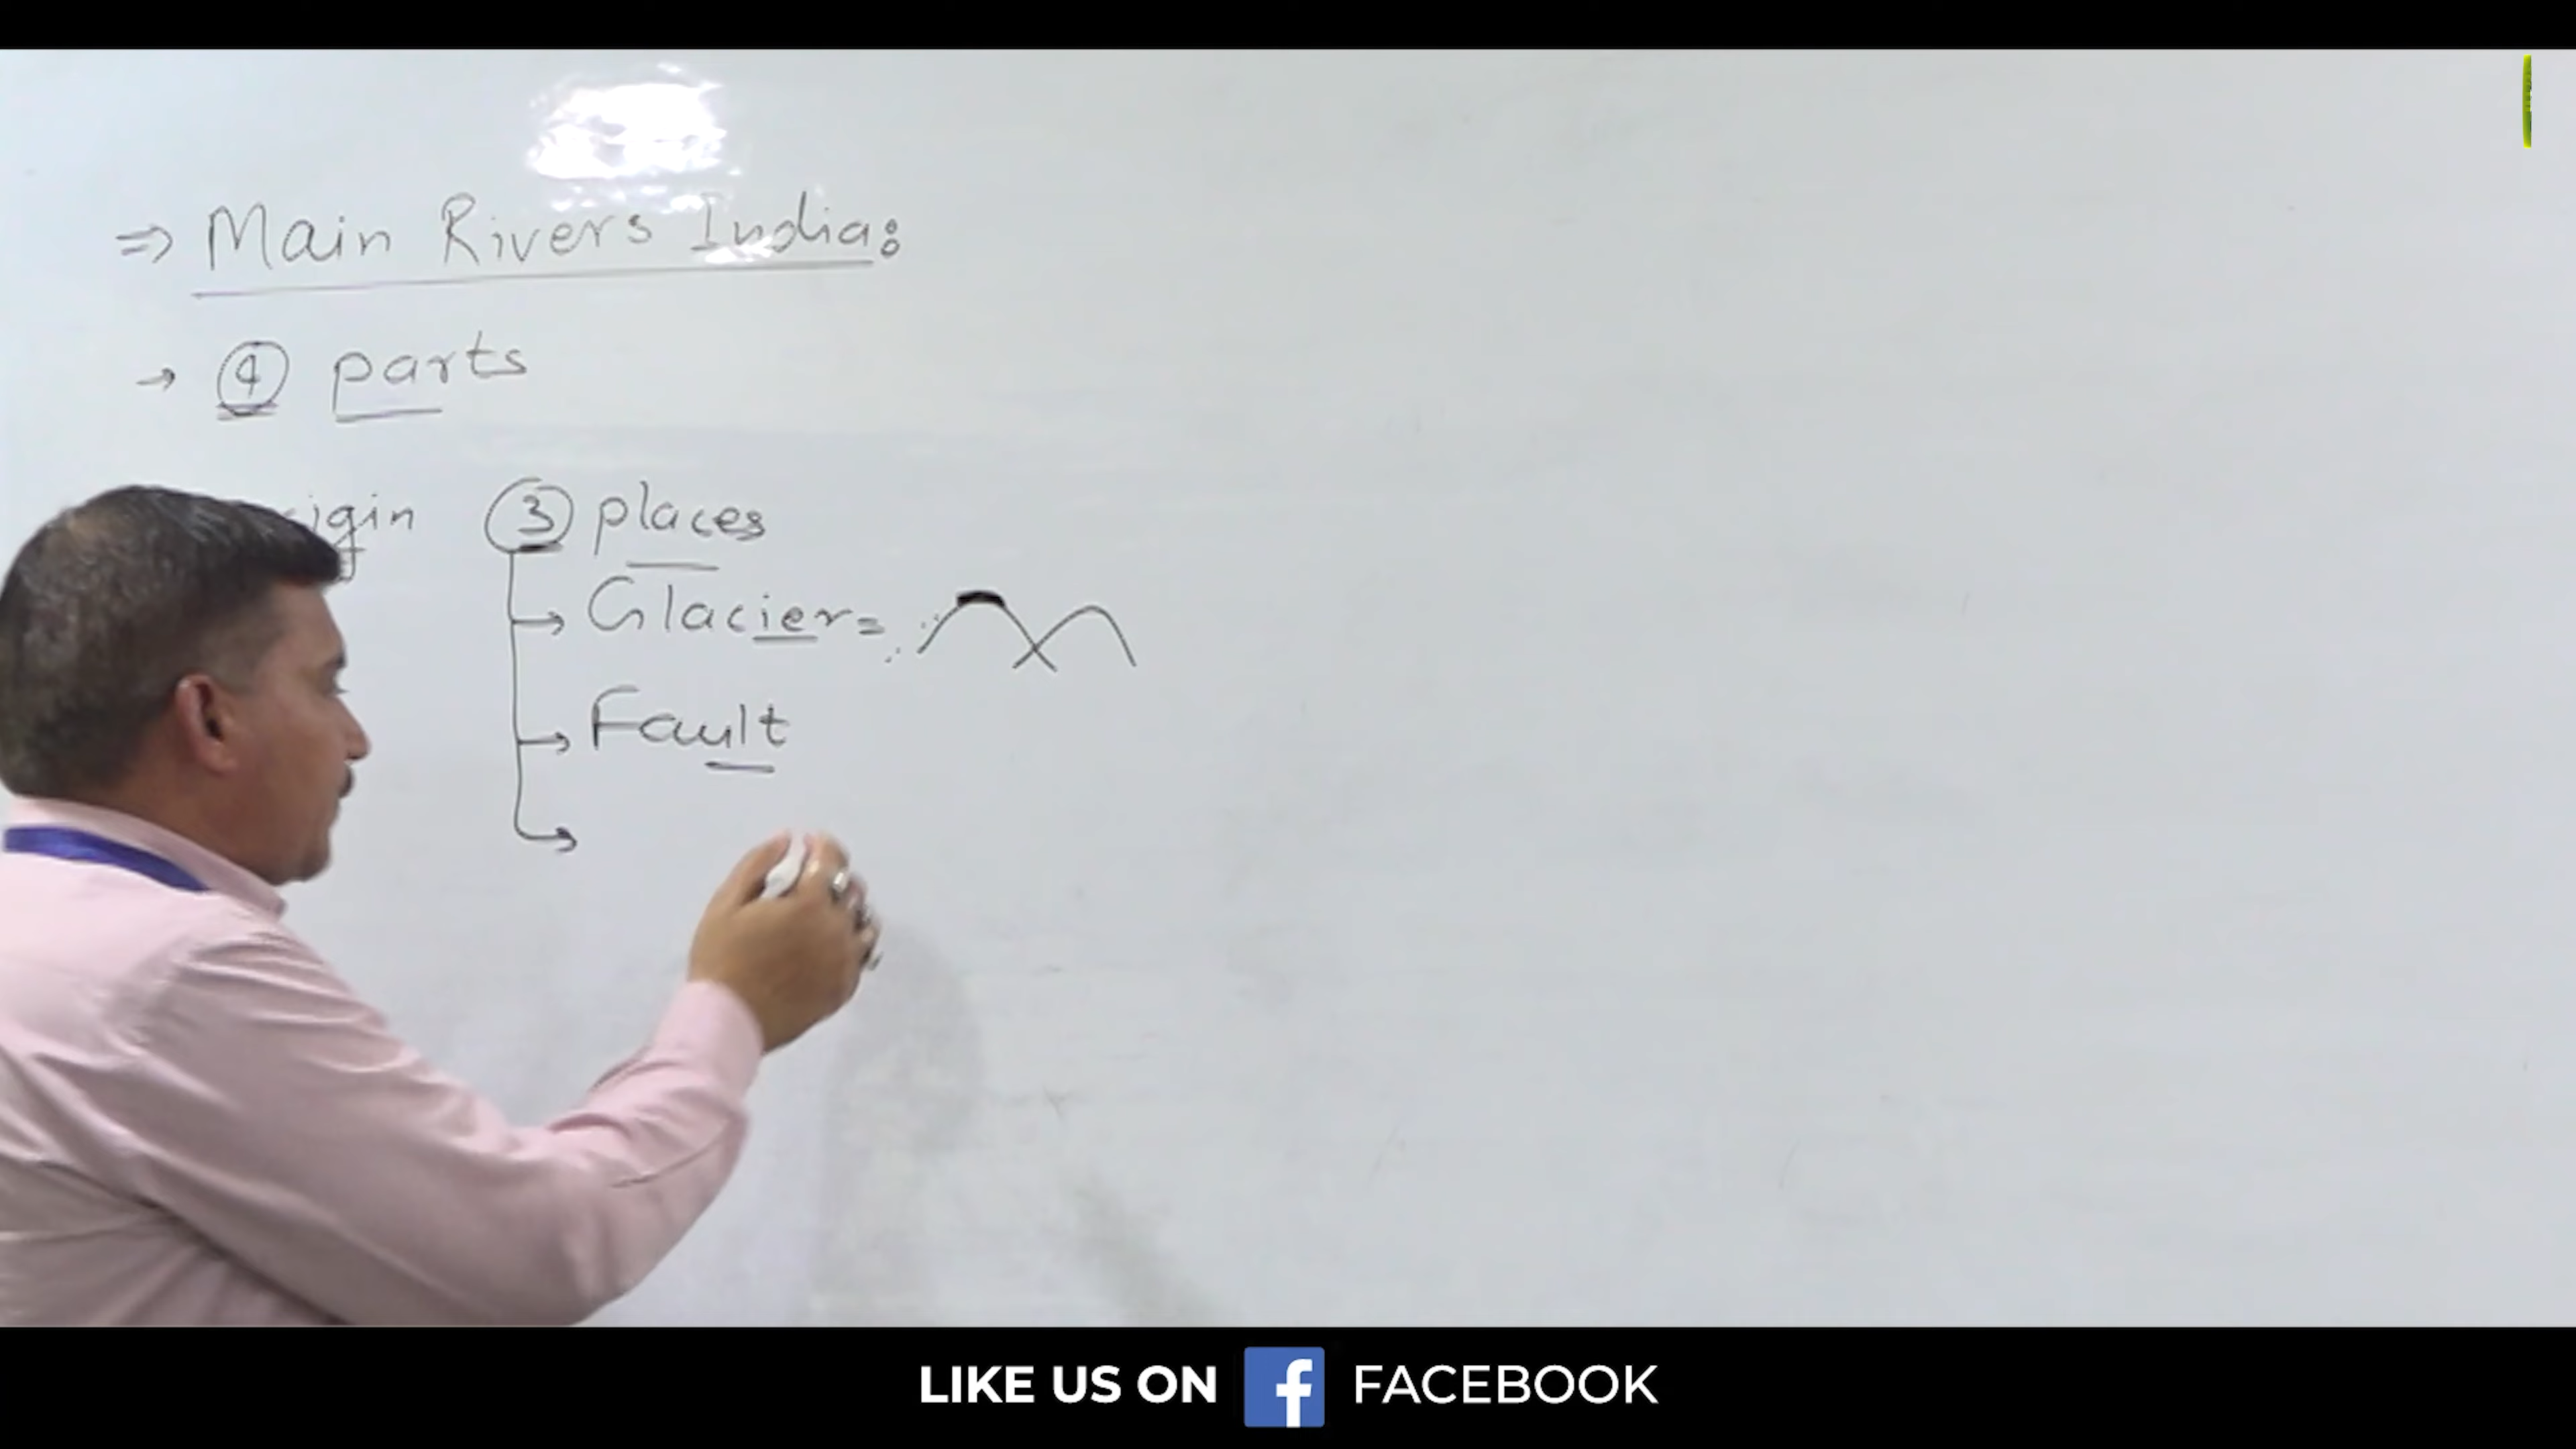 ⇒ Main Rivers India:
→ ④ parts
igin ③ places
→ Glacier =
→ Fault
LIKE US ON f FACEBOOK